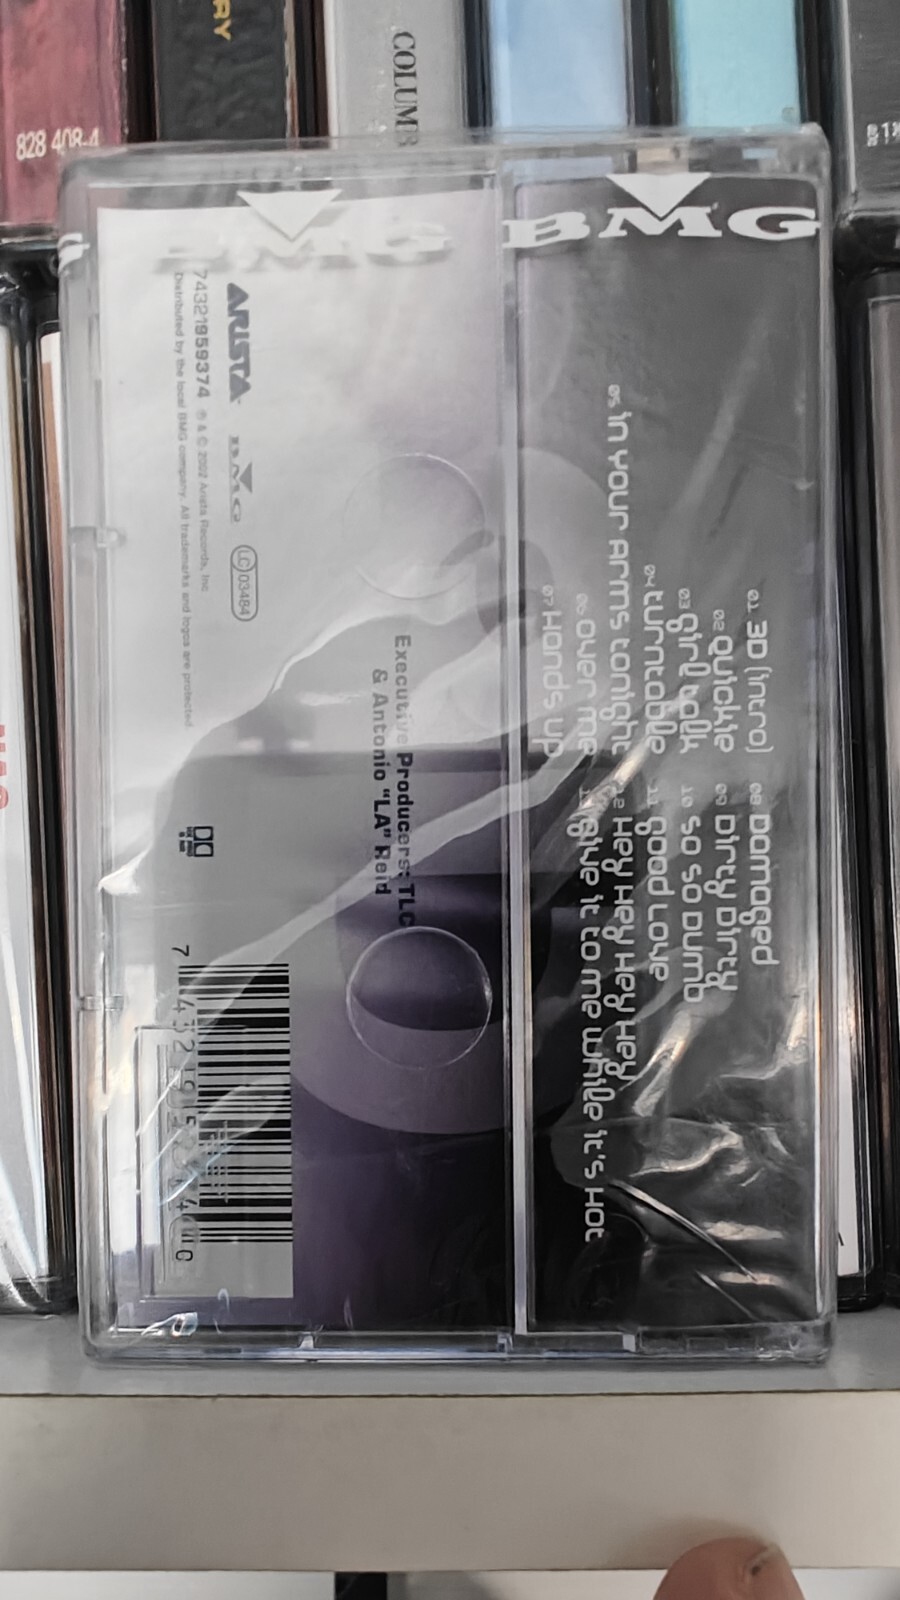 828 408-4
COLUMB
BMG
BMG
01 3D (intro)
02 Quickie
03 Girl Talk
04 Turntable
05 in your arms tonight
06 over me
07 Hands up
08 Damaged
09 Dirty Dirty
10 So So Dumb
11 Good Love
12 Hey Hey Hey Hey
13 Give it to me while it's Hot
Executive Producers: TLC
& Antonio "LA" Reid
ARISTA BMG LC 03484
74321959374 ℗ & © 2002 Arista Records, Inc
Distributed by the local BMG company. All trademarks and logos are protected